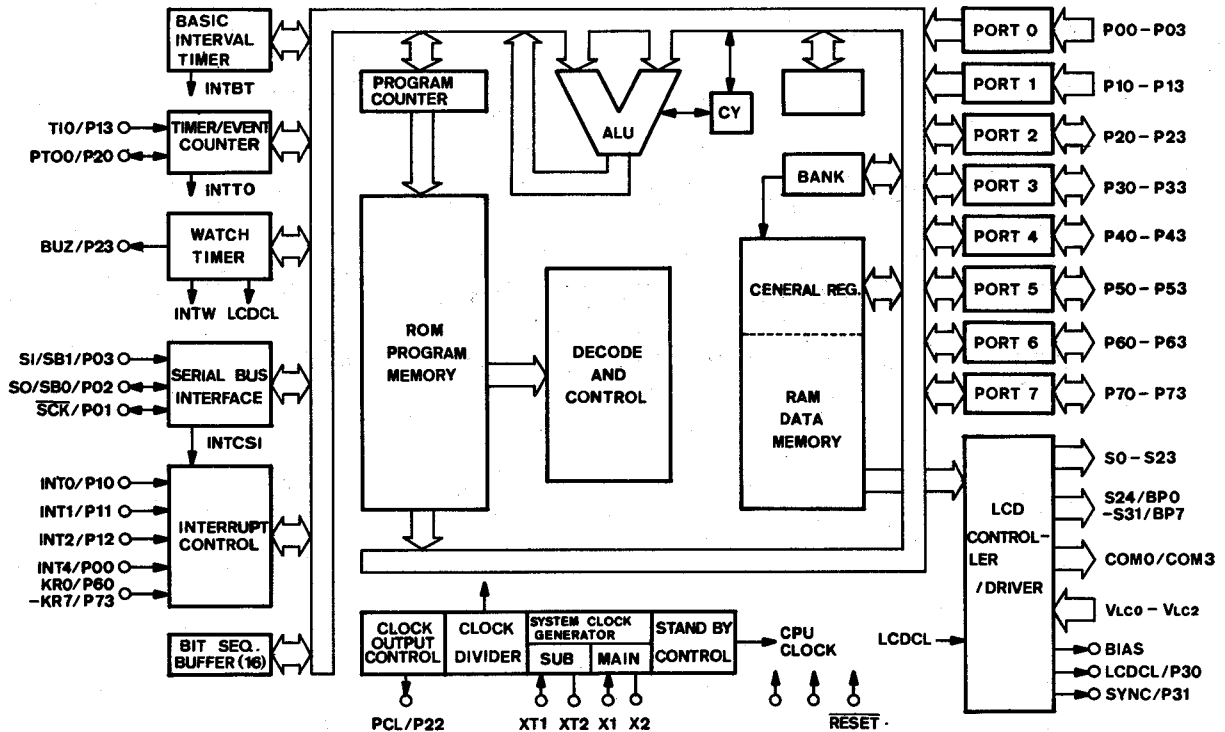 BASIC
INTERVAL
TIMER
INTBT
TI0/P13
PTO0/P20
TIMER/EVENT
COUNTER
INTT0
BUZ/P23
WATCH
TIMER
INTW LCDCL
SI/SB1/P03
SO/SB0/P02
SCK/P01
SERIAL BUS
INTERFACE
INTCSI
INT0/P10
INT1/P11
INT2/P12
INT4/P00
KR0/P60
-KR7/P73
INTERRUPT
CONTROL
BIT SEQ.
BUFFER (16)
PROGRAM
COUNTER
ALU
CY
BANK
ROM
PROGRAM
MEMORY
DECODE
AND
CONTROL
GENERAL REG.
RAM
DATA
MEMORY
CLOCK
OUTPUT
CONTROL
CLOCK
DIVIDER
SYSTEM CLOCK
GENERATOR
SUB
MAIN
STAND BY
CONTROL
CPU
CLOCK
PCL/P22
XT1 XT2 X1 X2
RESET
PORT 0 P00-P03
PORT 1 P10-P13
PORT 2 P20-P23
PORT 3 P30-P33
PORT 4 P40-P43
PORT 5 P50-P53
PORT 6 P60-P63
PORT 7 P70-P73
LCD
CONTROL-
LER
/DRIVER
LCDCL
S0-S23
S24/BP0
-S31/BP7
COM0/COM3
VLC0-VLC2
BIAS
LCDCL/P30
SYNC/P31